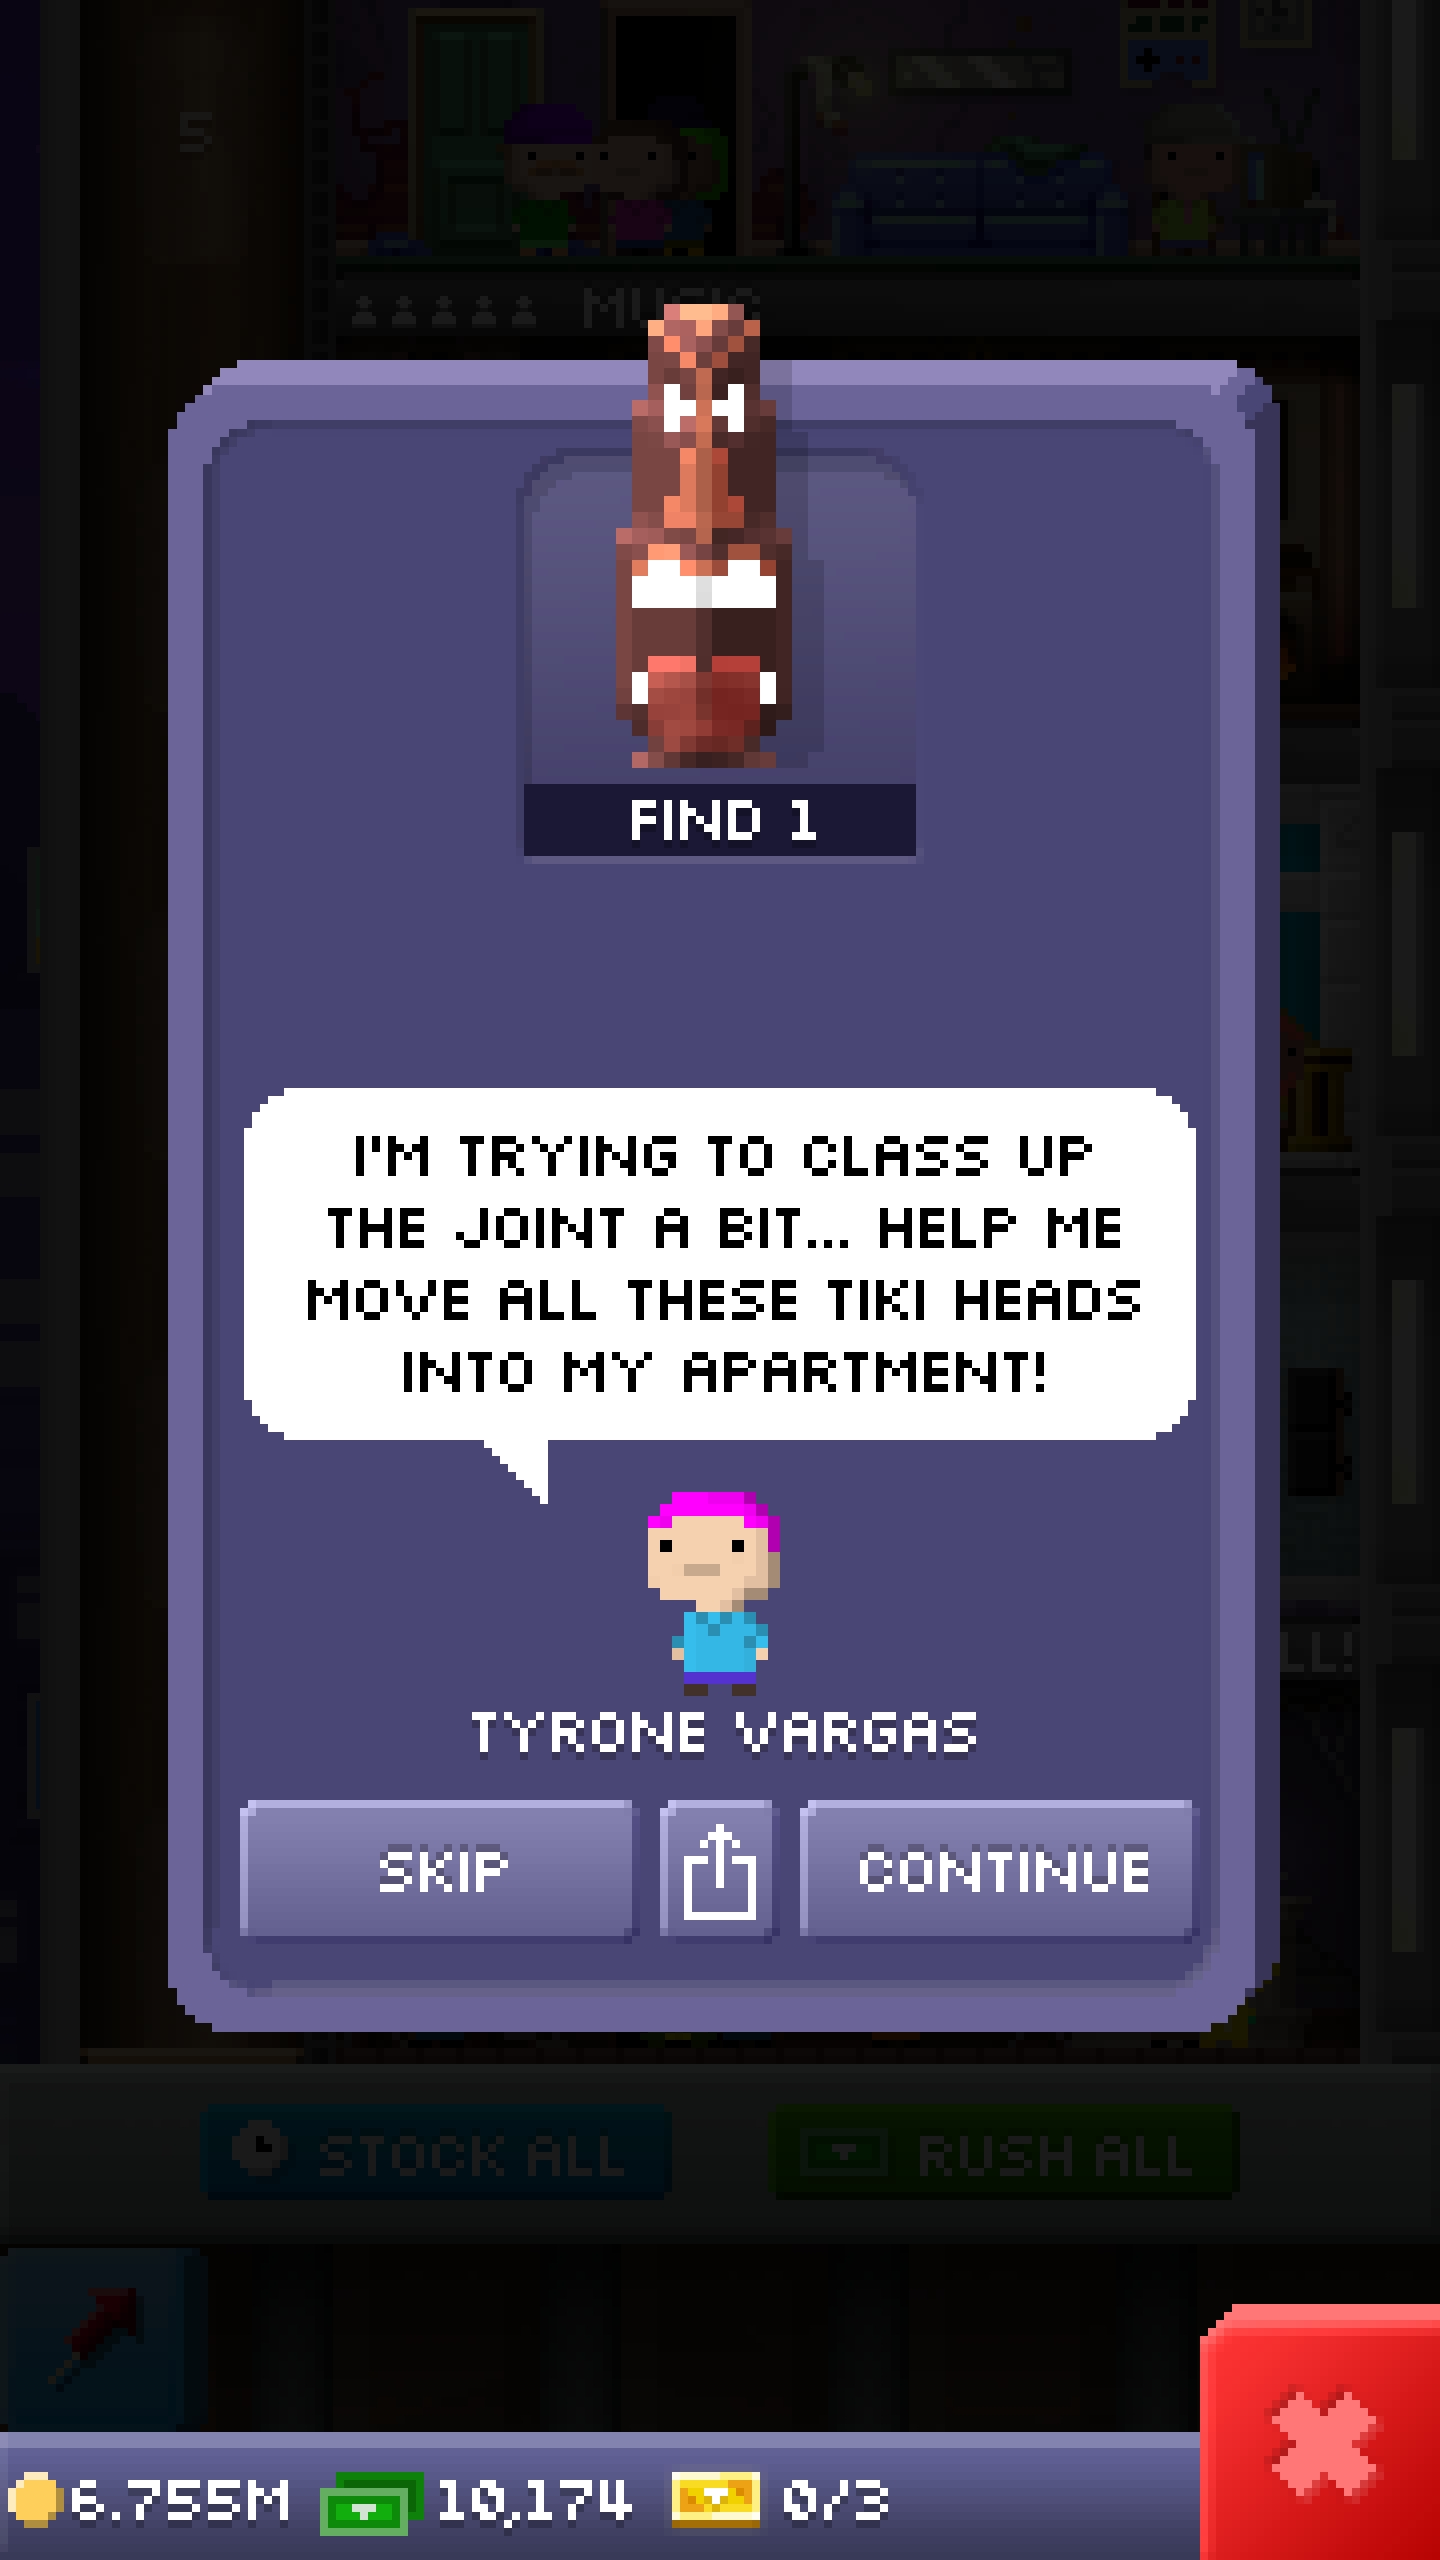 5
MUSIC
FIND 1
I'M TRYING TO CLASS UP
THE JOINT A BIT... HELP ME
MOVE ALL THESE TIKI HEADS
INTO MY APARTMENT!
LL!
TYRONE VARGAS
SKIP
CONTINUE
STOCK ALL
RUSH ALL
6.755M
10,174
0/3